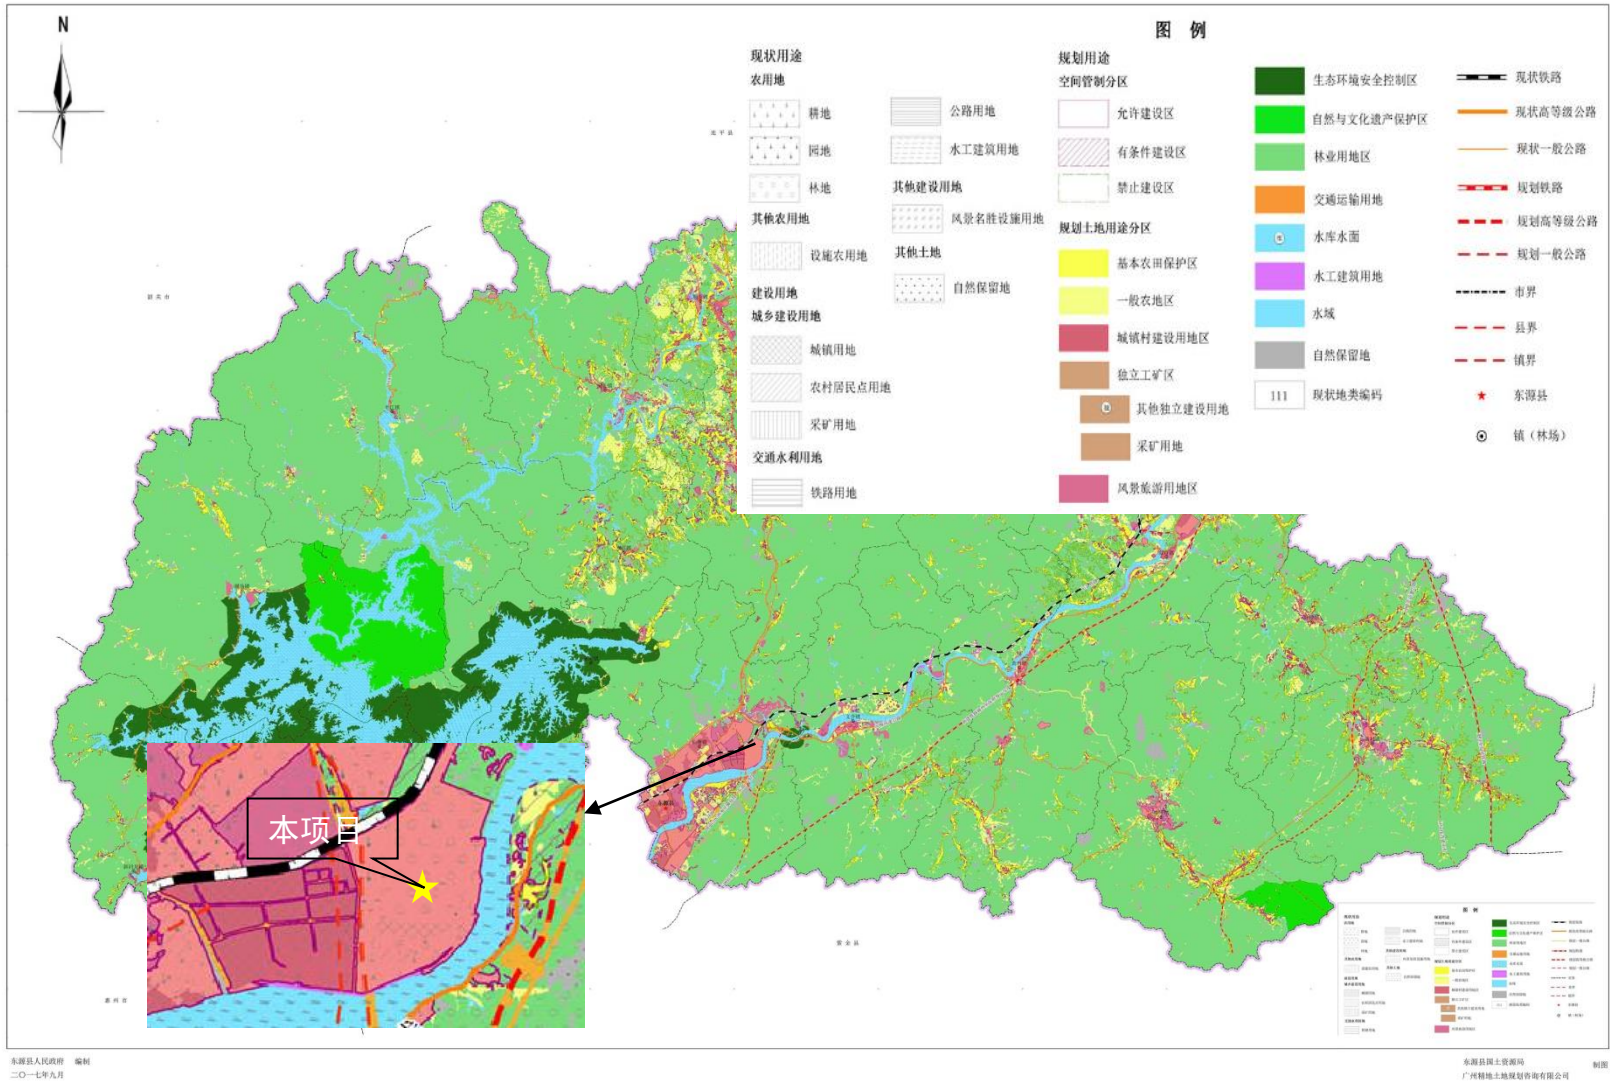 N
图 例
现状用途
农用地
耕地
园地
林地
其他农用地
设施农用地
建设用地
城乡建设用地
城镇用地
农村居民点用地
采矿用地
交通水利用地
铁路用地
公路用地
水工建筑用地
其他建设用地
风景名胜设施用地
其他土地
自然保留地
规划用途
空间管制分区
允许建设区
有条件建设区
禁止建设区
规划土地用途分区
基本农田保护区
一般农地区
城镇村建设用地区
独立工矿区
其他独立建设用地
采矿用地
风景旅游用地区
生态环境安全控制区
自然与文化遗产保护区
林业用地区
交通运输用地
水库水面
水工建筑用地
水域
自然保留地
111
现状地类编码
现状铁路
现状高等级公路
现状一般公路
规划铁路
规划高等级公路
规划一般公路
市界
县界
镇界
东源县
镇（林场）
本项目
紫金县
图 例
东源县人民政府 编制
二〇一七年九月
东源县国土资源局
广州精地土地规划咨询有限公司
制图